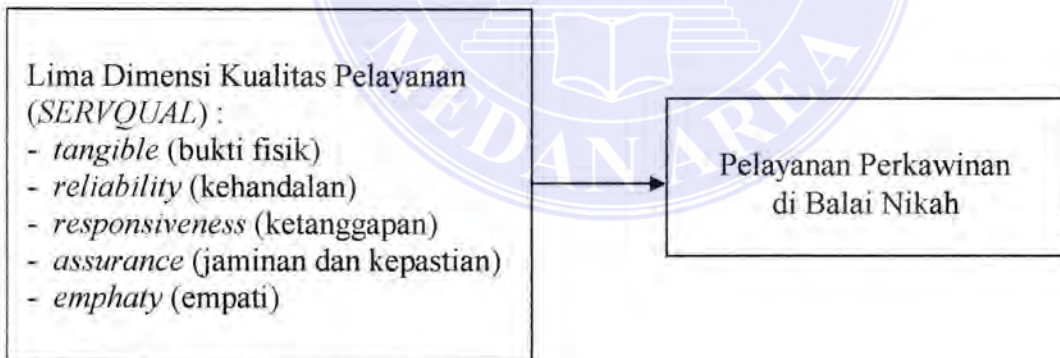 MEDAN AREA
Lima Dimensi Kualitas Pelayanan
(SERVQUAL) :
- tangible (bukti fisik)
- reliability (kehandalan)
- responsiveness (ketanggapan)
- assurance (jaminan dan kepastian)
- emphaty (empati)
Pelayanan Perkawinan
di Balai Nikah